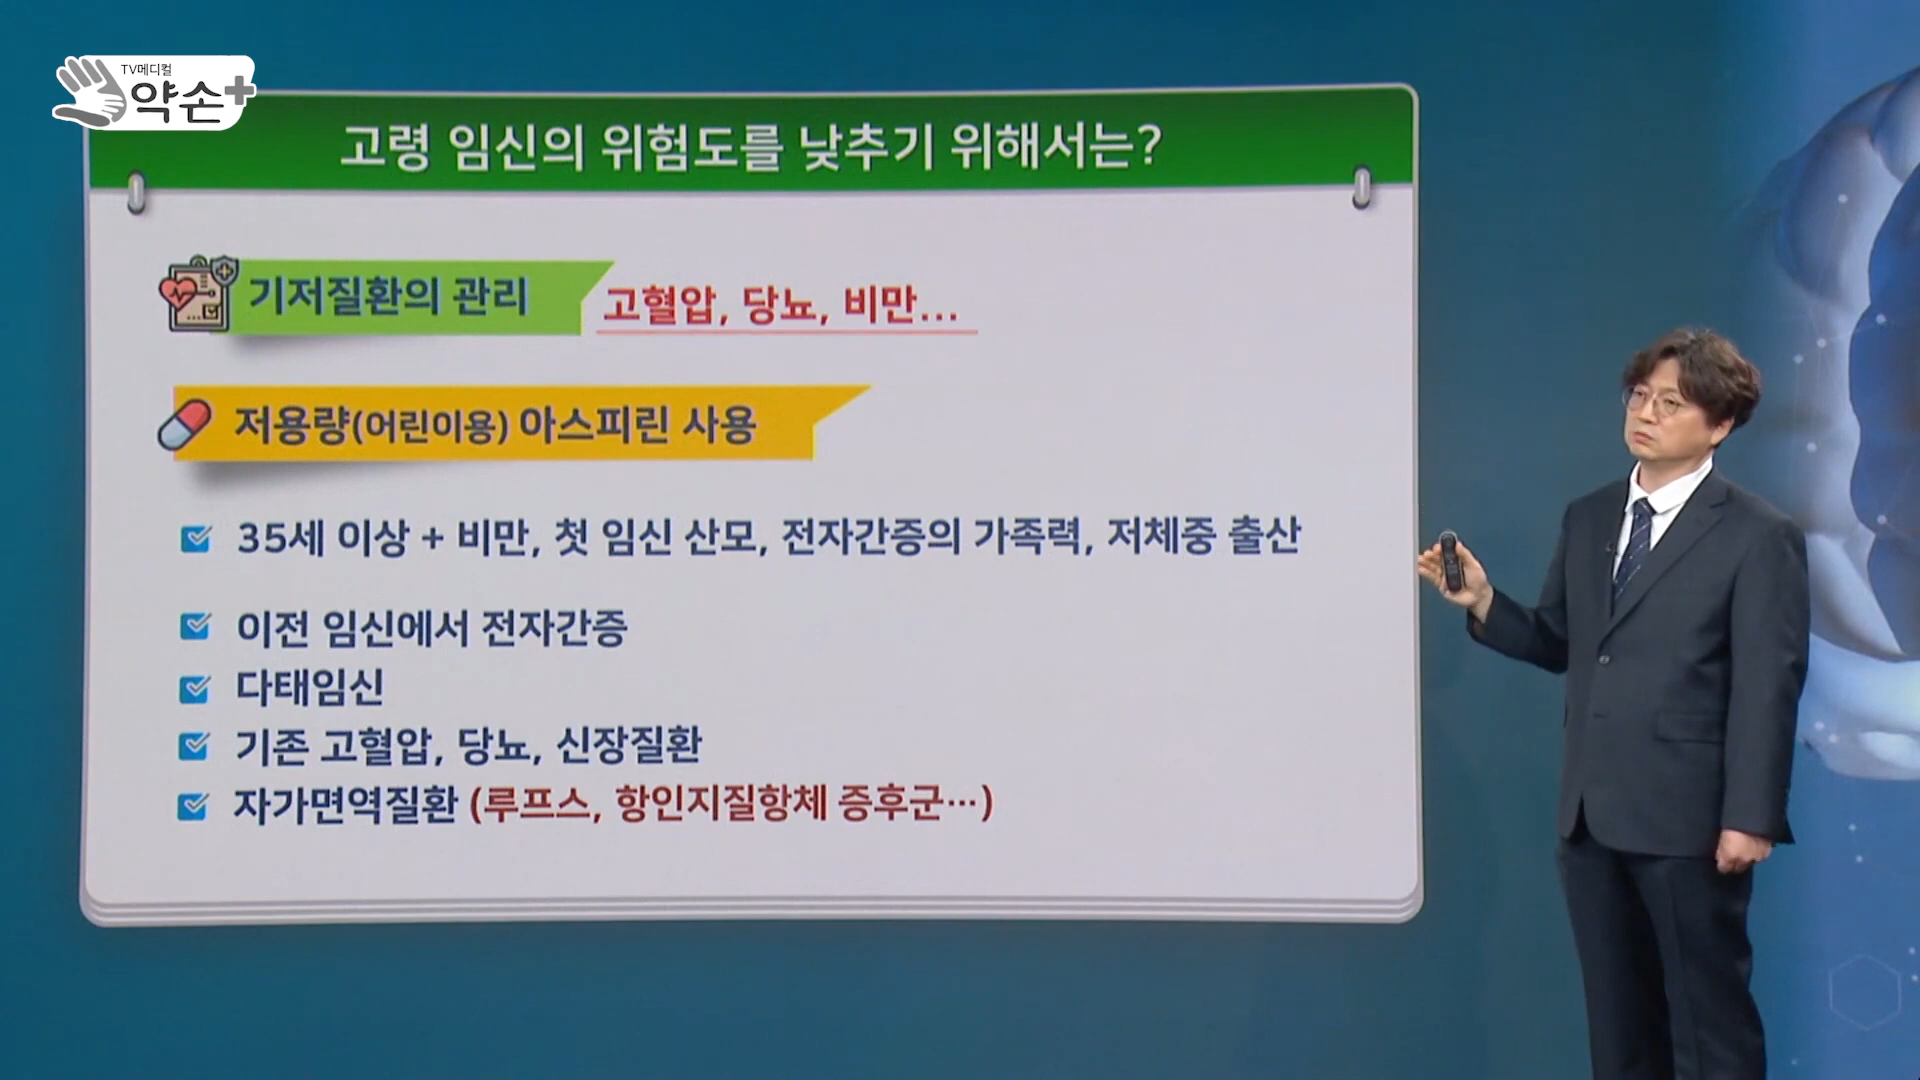 TV메디컬
약손+
고령 임신의 위험도를 낮추기 위해서는?
기저질환의 관리
고혈압, 당뇨, 비만...
저용량(어린이용) 아스피린 사용
35세 이상 + 비만, 첫 임신 산모, 전자간증의 가족력, 저체중 출산
이전 임신에서 전자간증
다태임신
기존 고혈압, 당뇨, 신장질환
자가면역질환 (루프스, 항인지질항체 증후군…)